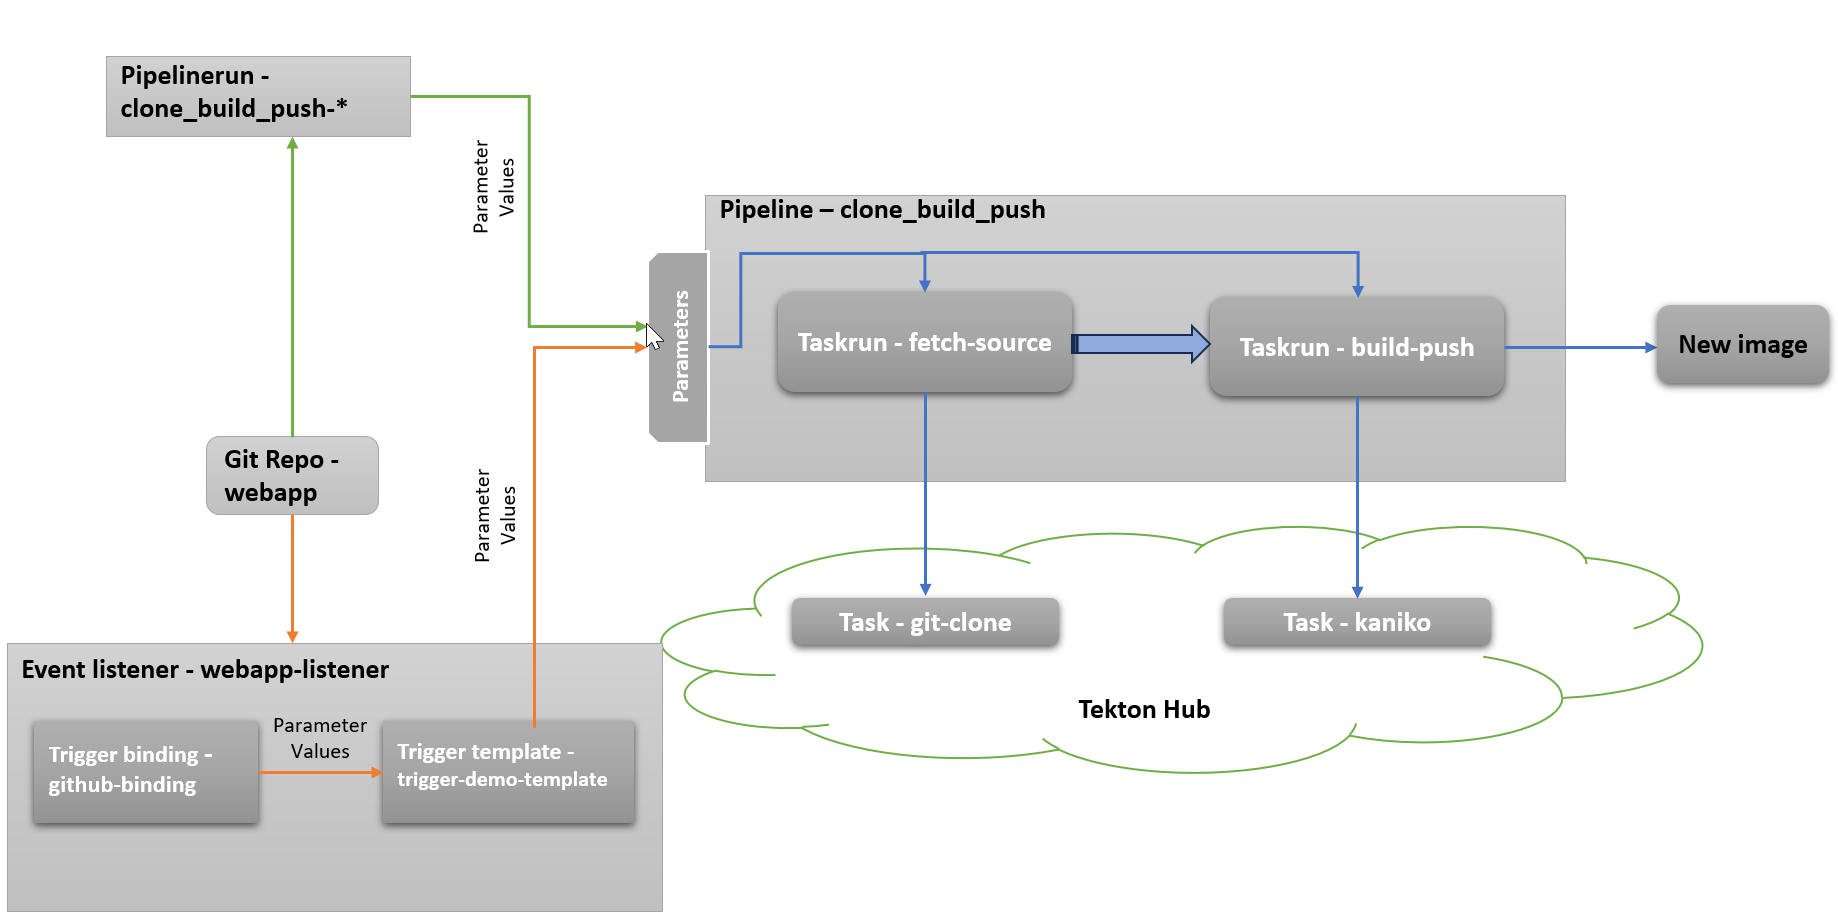 Pipelinerun -
clone_build_push-*
Parameter
Values
Pipeline – clone_build_push
Parameters
Taskrun - fetch-source
Taskrun - build-push
New image
Git Repo -
webapp
Parameter
Values
Task - git-clone
Task - kaniko
Tekton Hub
Event listener - webapp-listener
Trigger binding -
github-binding
Parameter
Values
Trigger template -
trigger-demo-template